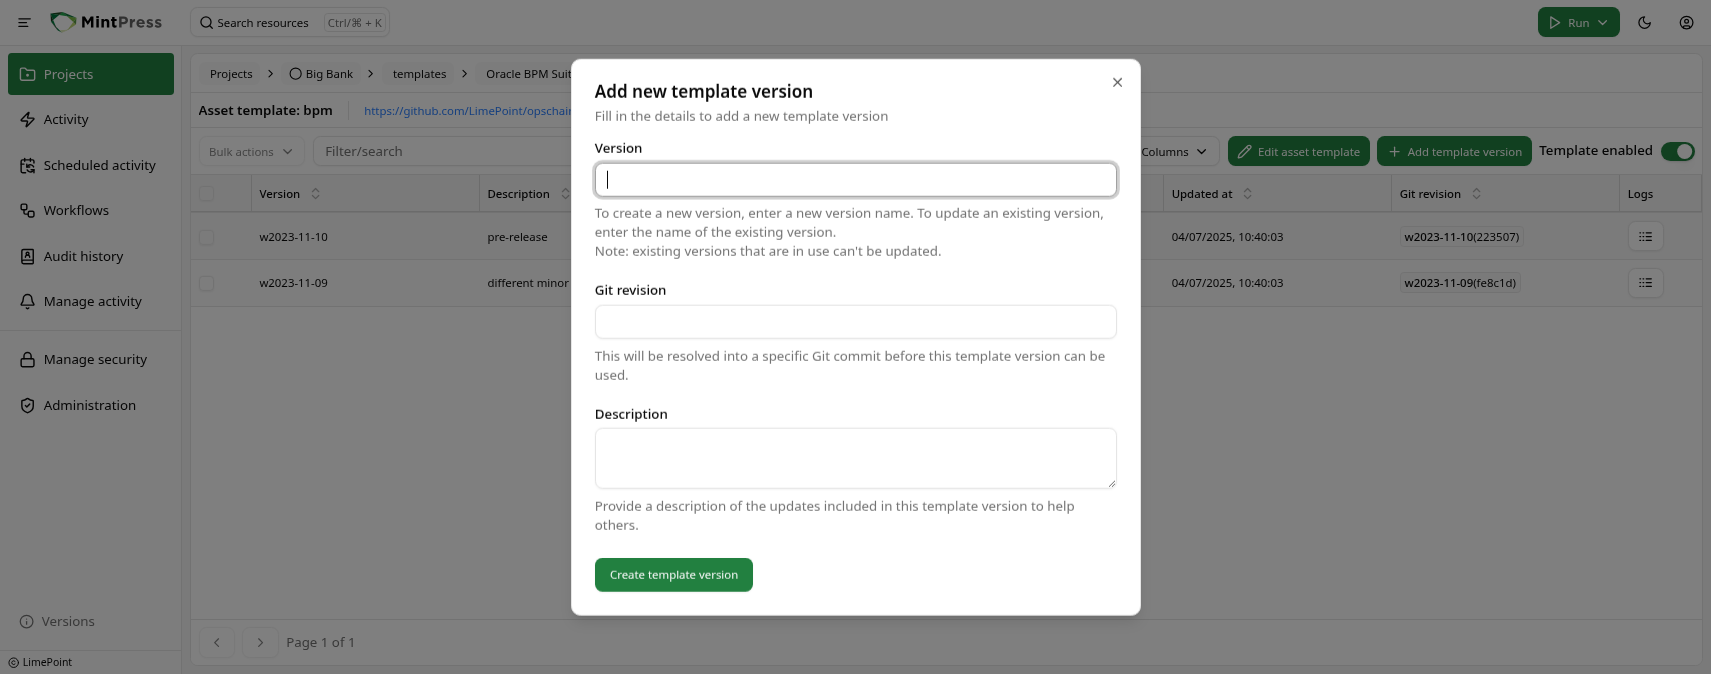 MintPress
Search resources Ctrl/⌘ + K
Run
Projects
Activity
Scheduled activity
Workflows
Audit history
Manage activity
Manage security
Administration
Versions
© LimePoint
Projects > Big Bank > templates > Oracle BPM Suit
Asset template: bpm https://github.com/LimePoint/opschain
Bulk actions Filter/search Columns Edit asset template + Add template version Template enabled
Version Description Updated at Git revision Logs
w2023-11-10 pre-release 04/07/2025, 10:40:03 w2023-11-10(223507)
w2023-11-09 different minor 04/07/2025, 10:40:03 w2023-11-09(fe8c1d)
Page 1 of 1
Add new template version
Fill in the details to add a new template version
Version
To create a new version, enter a new version name. To update an existing version,
enter the name of the existing version.
Note: existing versions that are in use can't be updated.
Git revision
This will be resolved into a specific Git commit before this template version can be
used.
Description
Provide a description of the updates included in this template version to help
others.
Create template version